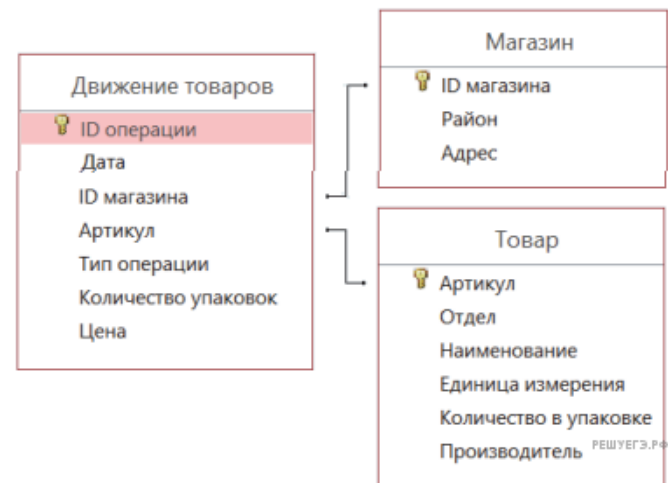 Движение товаров
ID операции
Дата
ID магазина
Артикул
Тип операции
Количество упаковок
Цена
Магазин
ID магазина
Район
Адрес
Товар
Артикул
Отдел
Наименование
Единица измерения
Количество в упаковке
Производитель
РЕШУЕГЭ.РФ